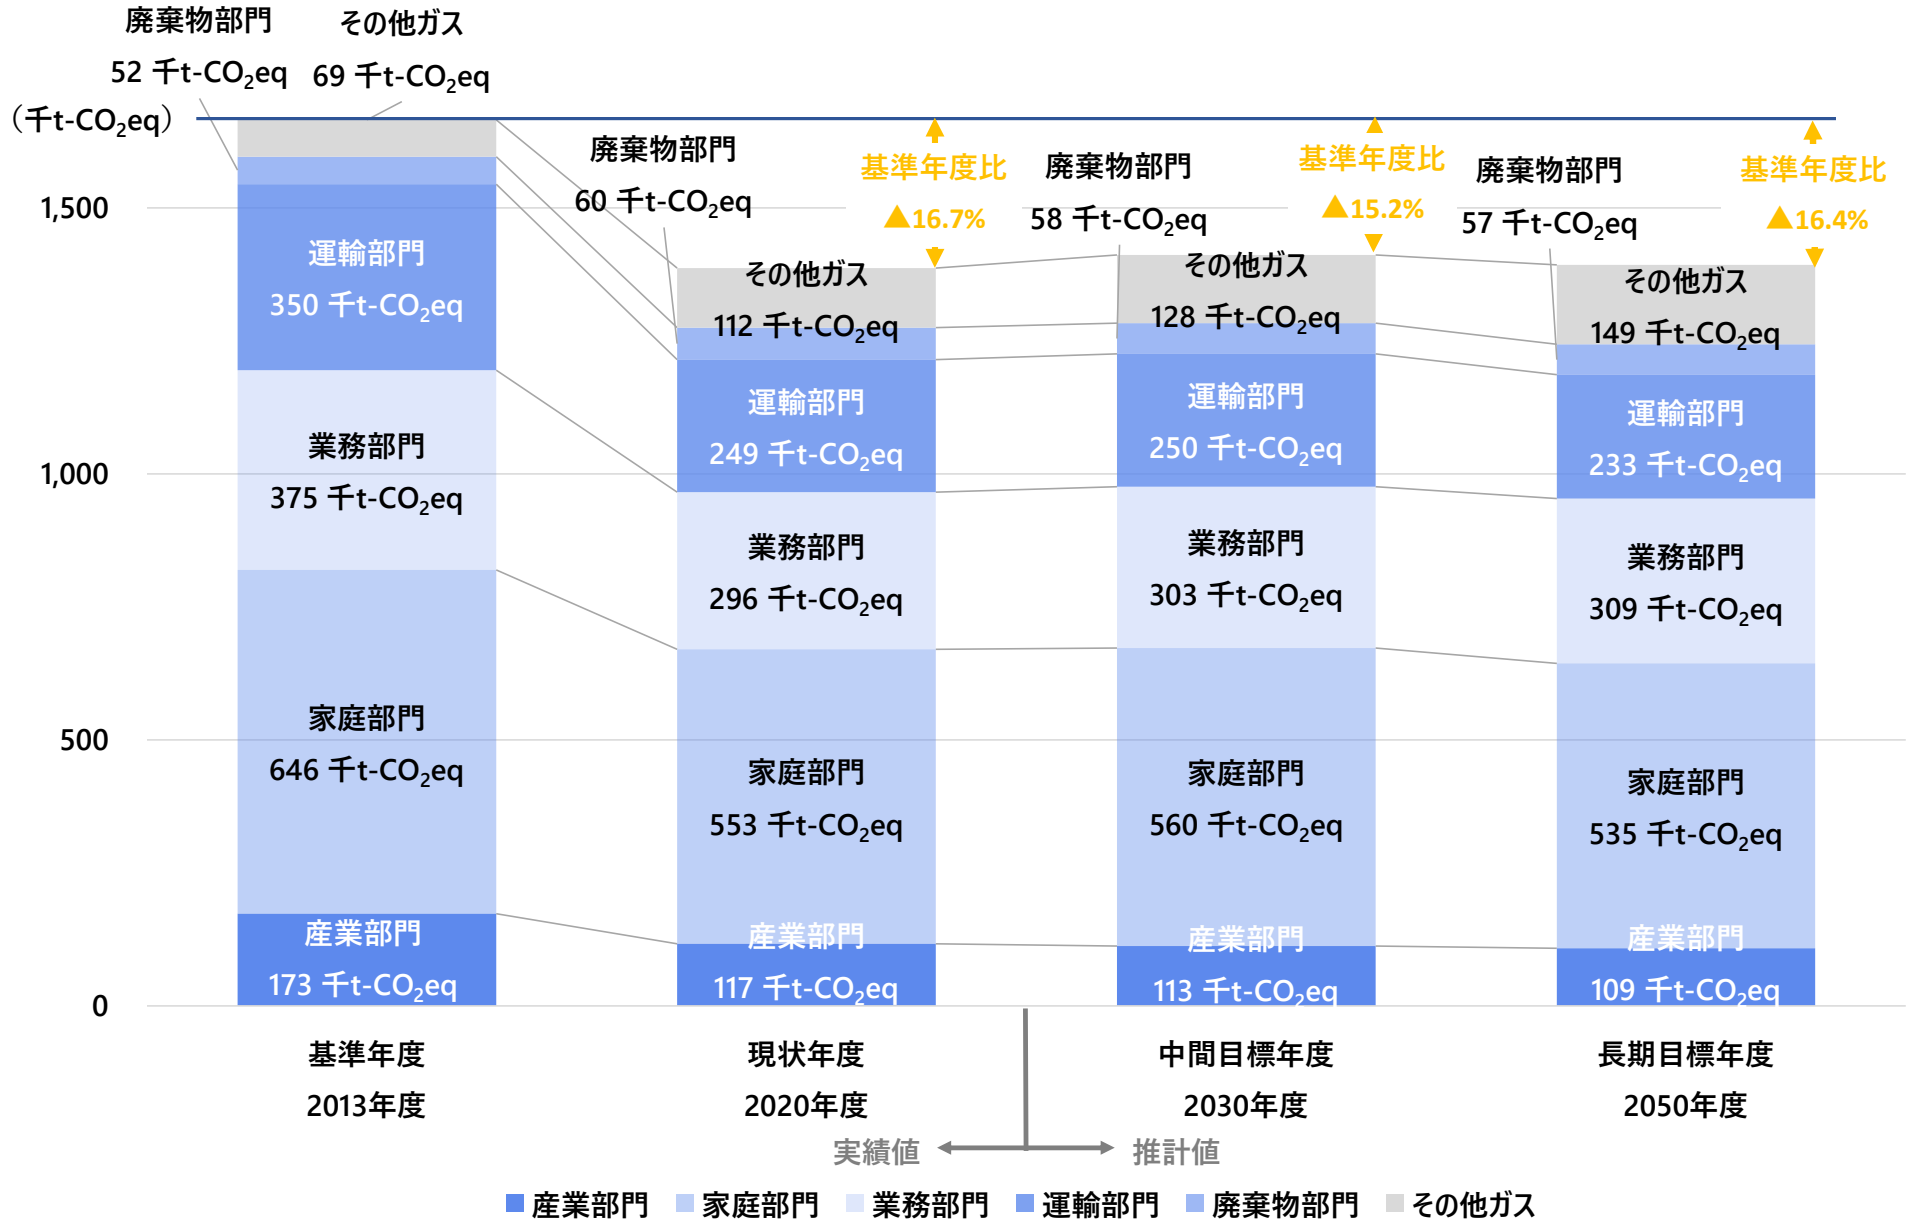 廃棄物部門
52 千t-CO₂eq
その他ガス
69 千t-CO₂eq
（千t-CO₂eq）
1,500
1,000
500
0
運輸部門
350 千t-CO₂eq
業務部門
375 千t-CO₂eq
家庭部門
646 千t-CO₂eq
産業部門
173 千t-CO₂eq
基準年度
2013年度
廃棄物部門
60 千t-CO₂eq
基準年度比
▲16.7%
その他ガス
112 千t-CO₂eq
運輸部門
249 千t-CO₂eq
業務部門
296 千t-CO₂eq
家庭部門
553 千t-CO₂eq
産業部門
117 千t-CO₂eq
現状年度
2020年度
廃棄物部門
58 千t-CO₂eq
基準年度比
▲15.2%
その他ガス
128 千t-CO₂eq
運輸部門
250 千t-CO₂eq
業務部門
303 千t-CO₂eq
家庭部門
560 千t-CO₂eq
産業部門
113 千t-CO₂eq
中間目標年度
2030年度
廃棄物部門
57 千t-CO₂eq
基準年度比
▲16.4%
その他ガス
149 千t-CO₂eq
運輸部門
233 千t-CO₂eq
業務部門
309 千t-CO₂eq
家庭部門
535 千t-CO₂eq
産業部門
109 千t-CO₂eq
長期目標年度
2050年度
実績値
推計値
産業部門 家庭部門 業務部門 運輸部門 廃棄物部門 その他ガス